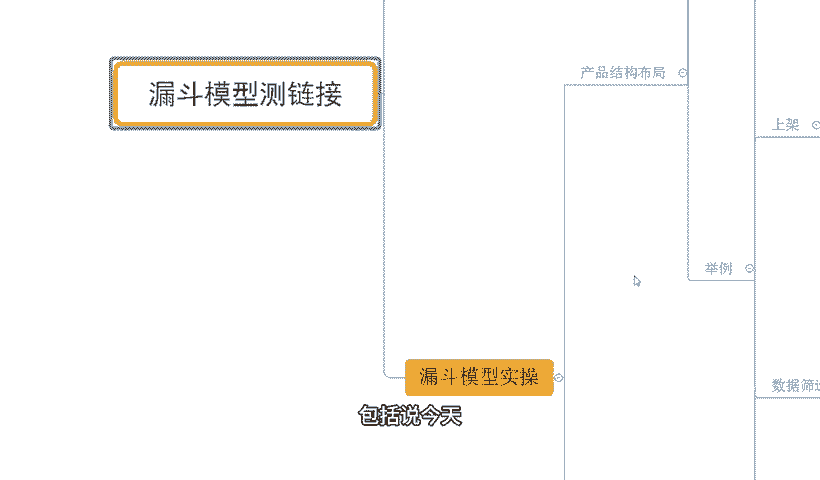 漏斗模型测链接
产品结构布局
上架
举例
漏斗模型实操
数据筛
包括说今天